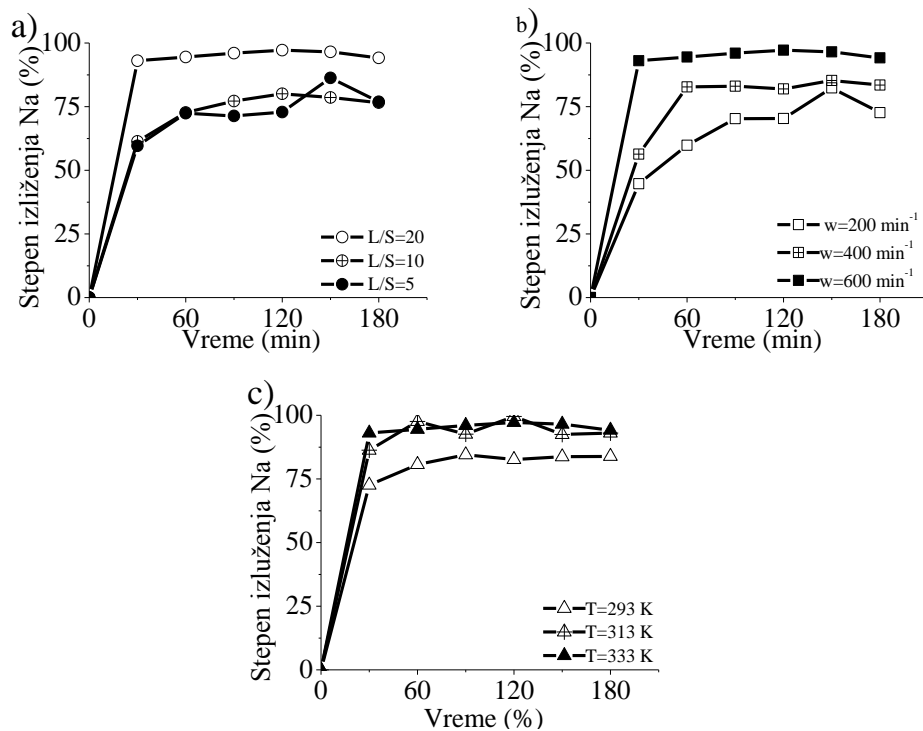 a)
Stepen izliženja Na (%)
100
75
50
25
0
0 60 120 180
Vreme (min)
L/S=20
L/S=10
L/S=5
b)
Stepen izluženja Na (%)
100
75
50
25
0
0 60 120 180
Vreme (min)
w=200 min⁻¹
w=400 min⁻¹
w=600 min⁻¹
c)
Stepen izluženja Na (%)
100
75
50
25
0
0 60 120 180
Vreme (%)
T=293 K
T=313 K
T=333 K